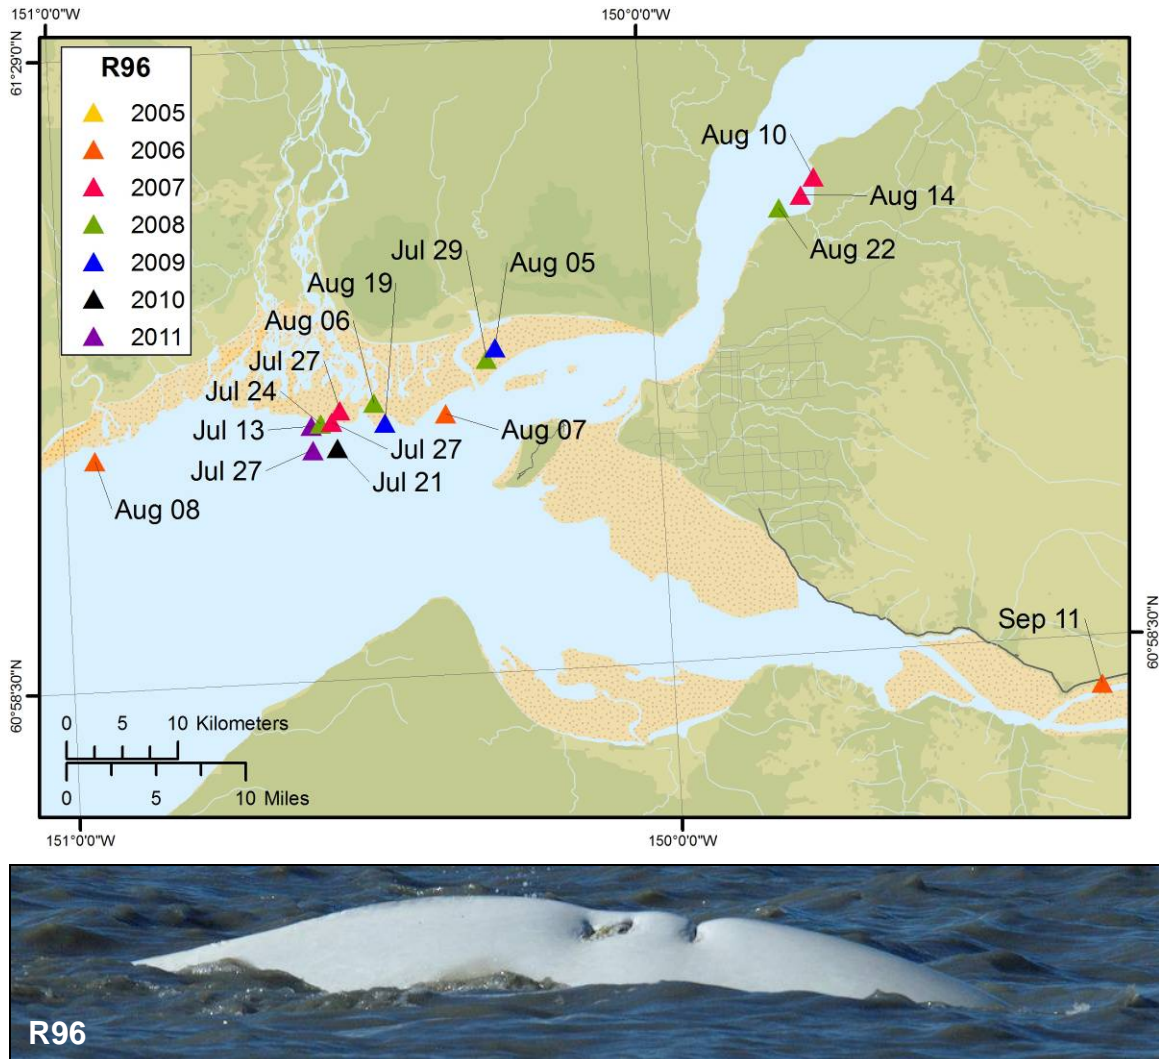 151°0'0"W
150°0'0"W
61°29'0"N
R96
2005
2006
2007
2008
2009
2010
2011
Aug 10
Aug 14
Aug 22
Jul 29
Aug 05
Aug 19
Aug 06
Jul 27
Jul 24
Jul 13
Jul 27
Jul 27
Jul 21
Aug 07
Aug 08
Sep 11
60°58'30"N
60°58'30"N
0 5 10 Kilometers
0 5 10 Miles
151°0'0"W
150°0'0"W
R96